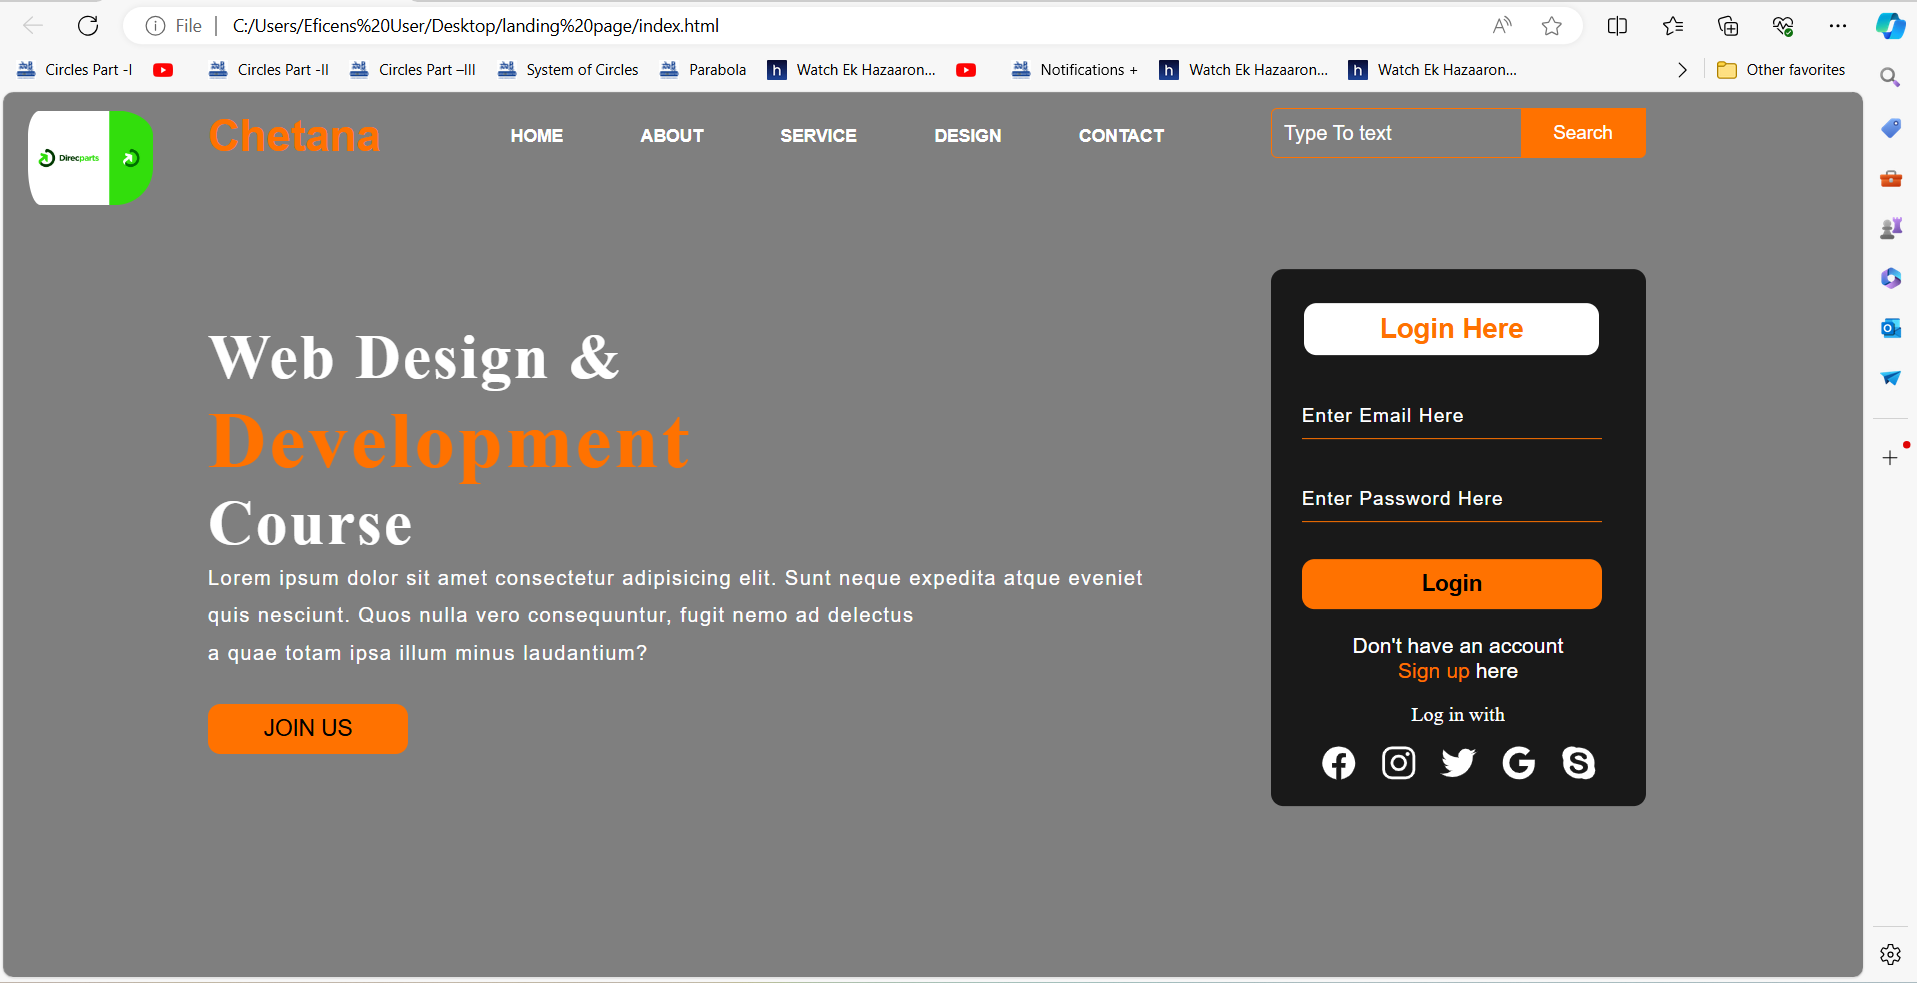 File | C:/Users/Eficens%20User/Desktop/landing%20page/index.html
Circles Part -I Circles Part -II Circles Part –III System of Circles Parabola h Watch Ek Hazaaron... Notifications + h Watch Ek Hazaaron... h Watch Ek Hazaaron... Other favorites
Direcparts
Chetana HOME ABOUT SERVICE DESIGN CONTACT Type To text Search
Web Design &
Development
Course
Lorem ipsum dolor sit amet consectetur adipisicing elit. Sunt neque expedita atque eveniet
quis nesciunt. Quos nulla vero consequuntur, fugit nemo ad delectus
a quae totam ipsa illum minus laudantium?
JOIN US
Login Here
Enter Email Here
Enter Password Here
Login
Don't have an account
Sign up here
Log in with